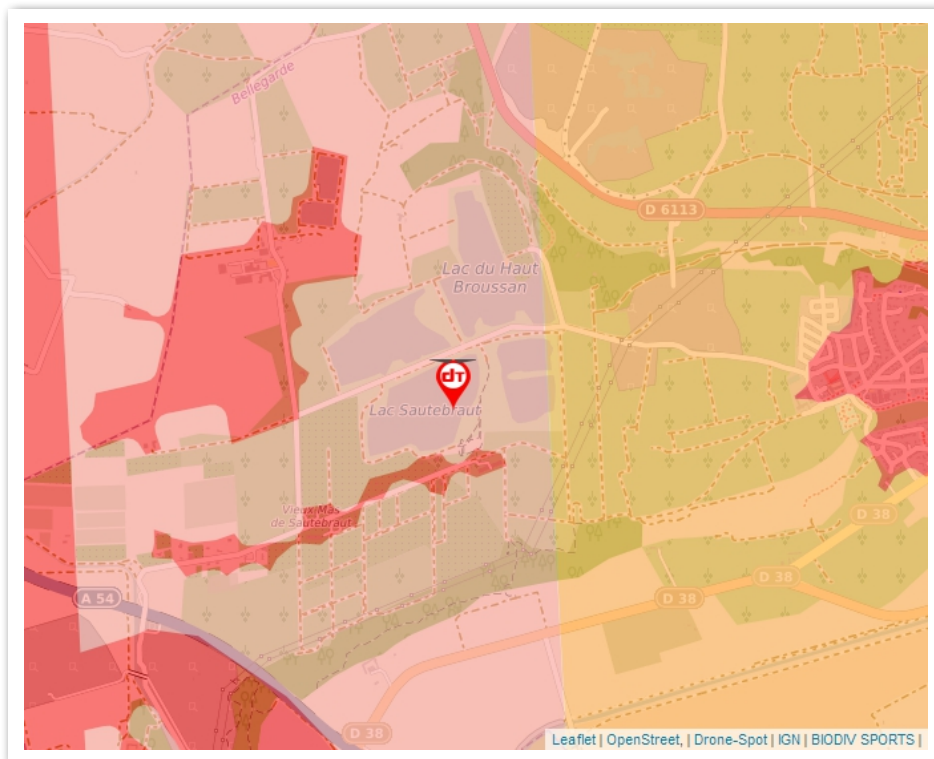 Bellegarde
D 6113
Lac du Haut
Broussan
dT
Lac Sautebraut
Vieux Mas
de Sautebraut
D 38
A 54
D 38
D 38
D 38
Leaflet | OpenStreet, | Drone-Spot | IGN | BIODIV SPORTS |